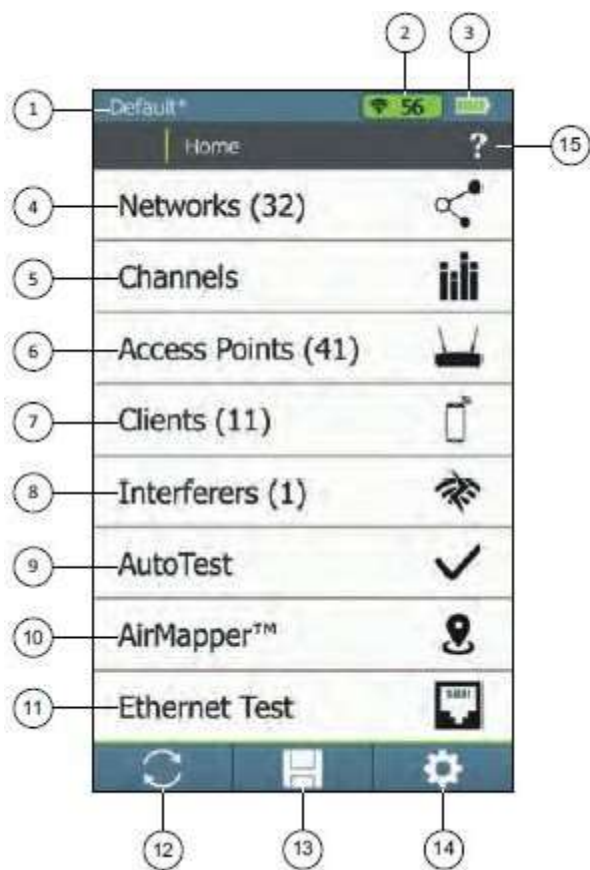 2
3
1
Default*
56
Home
?
15
4
Networks (32)
5
Channels
6
Access Points (41)
7
Clients (11)
8
Interferers (1)
9
AutoTest
10
AirMapper™
11
Ethernet Test
12
13
14